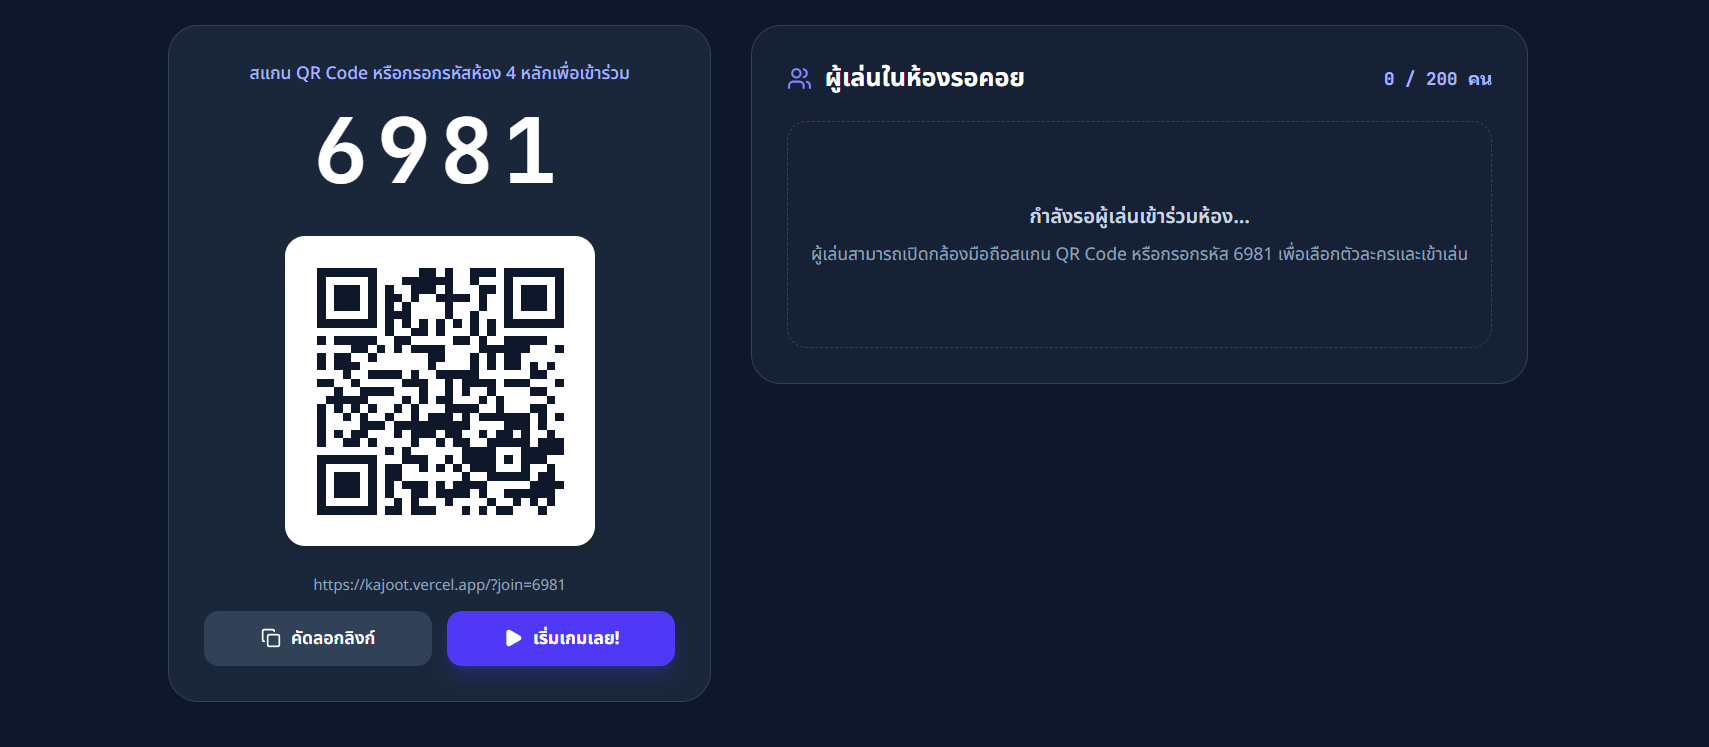 สแกน QR Code หรือกรอกรหัสห้อง 4 หลักเพื่อเข้าร่วม
6981
https://kajoot.vercel.app/?join=6981
คัดลอกลิงก์
เริ่มเกมเลย!
ผู้เล่นในห้องรอคอย
0 / 200 คน
กำลังรอผู้เล่นเข้าร่วมห้อง...
ผู้เล่นสามารถเปิดกล้องมือถือสแกน QR Code หรือกรอกรหัส 6981 เพื่อเลือกตัวละครและเข้าเล่น